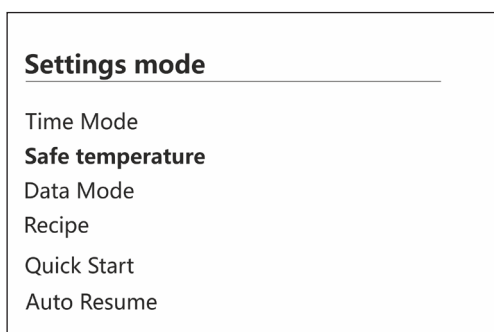 Settings mode
Time Mode
Safe temperature
Data Mode
Recipe
Quick Start
Auto Resume